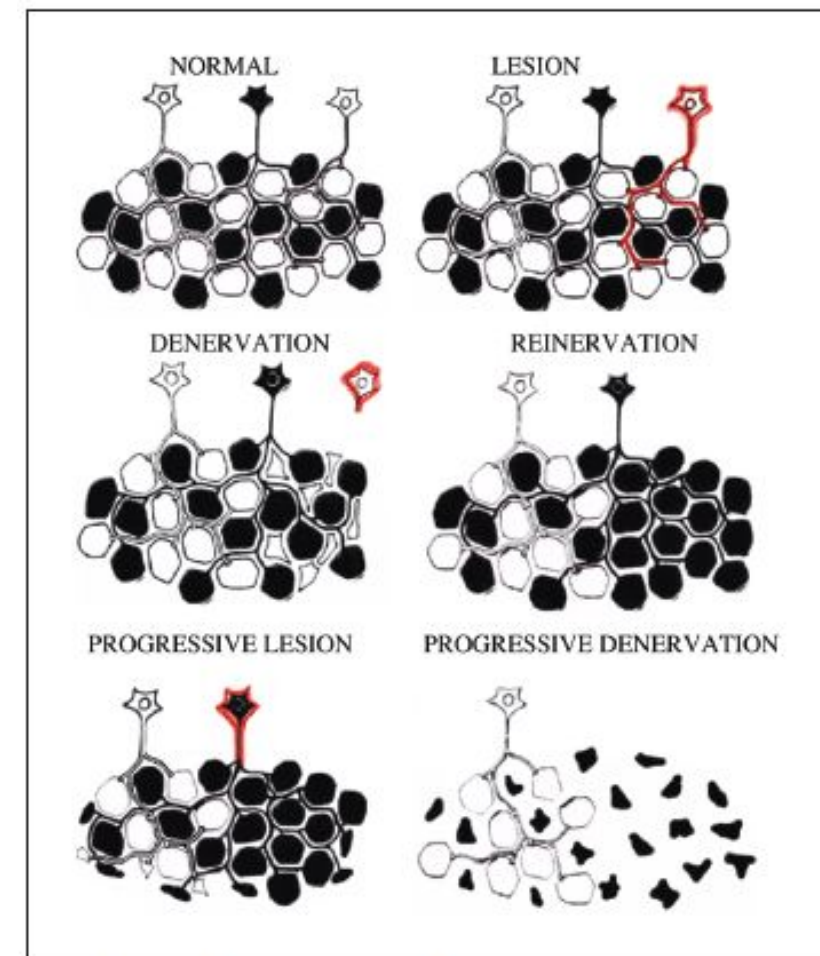 NORMAL
LESION
DENERVATION
REINERVATION
PROGRESSIVE LESION
PROGRESSIVE DENERVATION